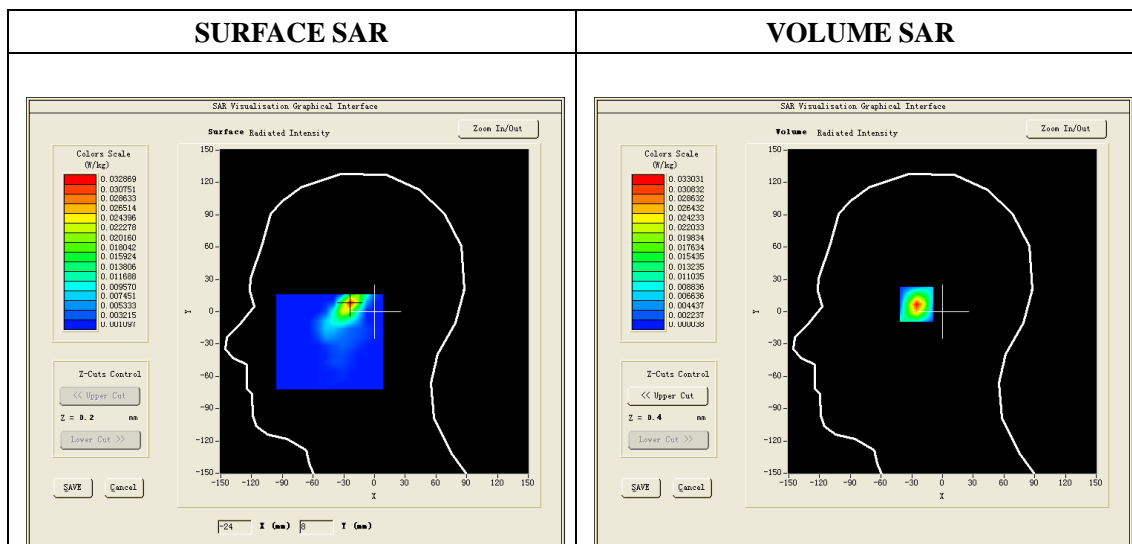 SURFACE SAR
VOLUME SAR
SAR Visualisation Graphical Interface
Surface Radiated Intensity
Zoom In/Out
Colors Scale
(W/kg)
0.032869
0.030751
0.028633
0.026514
0.024396
0.022278
0.020160
0.018042
0.015924
0.013806
0.011688
0.009570
0.007451
0.005333
0.003215
0.001097
150
120
90
60
30
0
-30
-60
-90
-120
-150
Y
-150 -120 -90 -60 -30 0 30 60 90 120 150
X
Z-Cuts Control
<< Upper Cut
Z = 0.2 mm
Lower Cut >>
SAVE Cancel
-24 X (mm) 8 Y (mm)
SAR Visualisation Graphical Interface
Volume Radiated Intensity
Zoom In/Out
Colors Scale
(W/kg)
0.033031
0.030832
0.028632
0.026432
0.024233
0.022033
0.019834
0.017634
0.015435
0.013235
0.011035
0.008836
0.006636
0.004437
0.002237
0.000038
150
120
90
60
30
0
-30
-60
-90
-120
-150
Y
-150 -120 -90 -60 -30 0 30 60 90 120 150
X
Z-Cuts Control
<< Upper Cut
Z = 0.4 mm
Lower Cut >>
SAVE Cancel